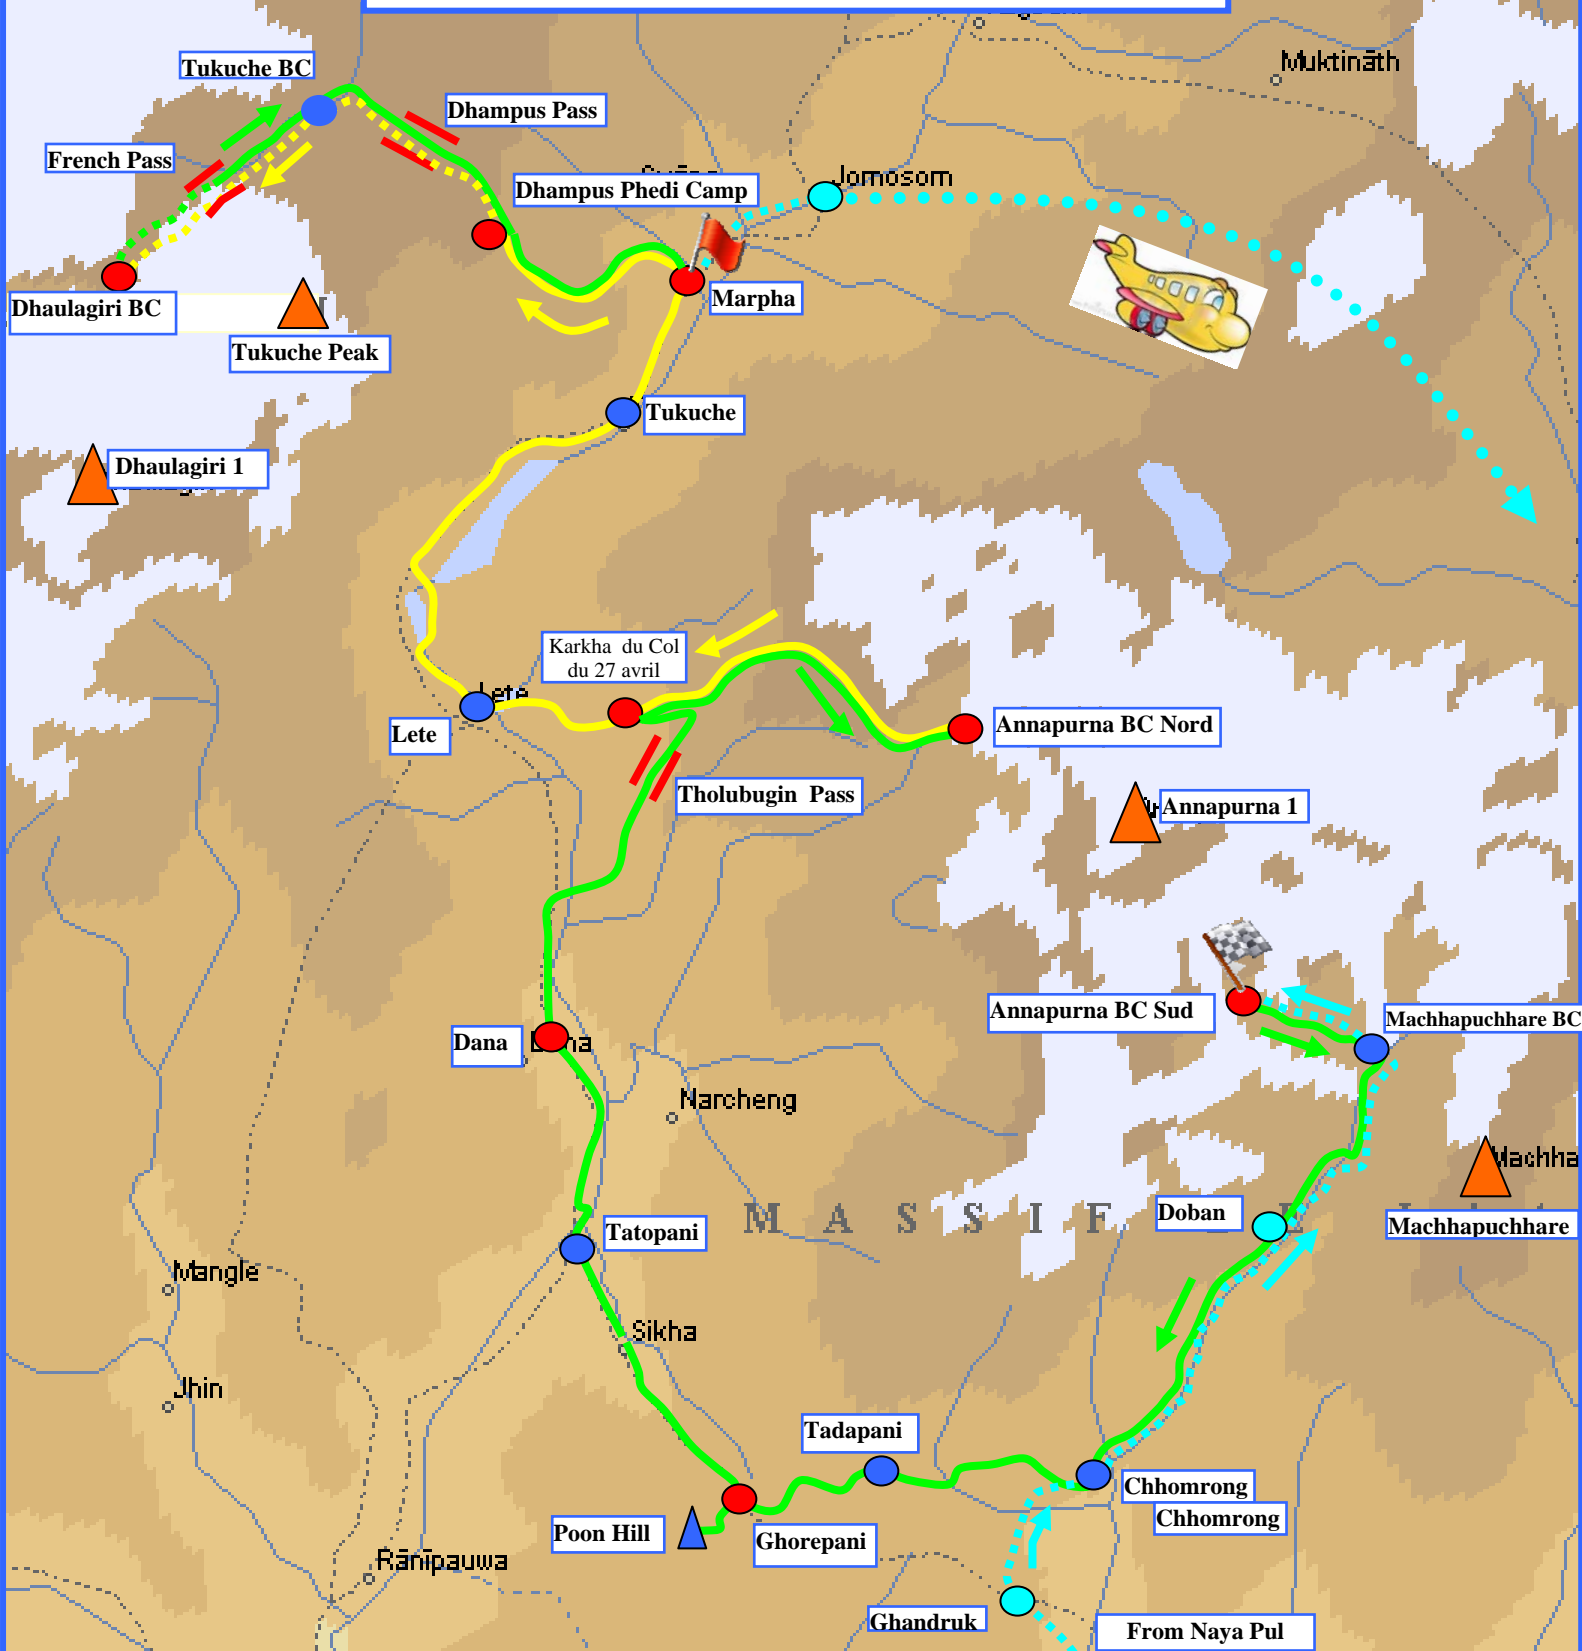 Tukuche BC
Muktināth
Dhampus Pass
French Pass
Jomosom
Dhampus Phedi Camp
Marpha
Dhaulagiri BC
Tukuche Peak
Tukuche
Dhaulagiri 1
Karkha du Col
du 27 avril
Lete
Lete
Annapurna BC Nord
Tholubugin Pass
Annapurna 1
Annapurna BC Sud
Machhapuchhare BC
Dana
Narcheng
Machha
MASSIF
Doban
Machhapuchhare
Tatopani
Mangle
Sikha
Jhin
Tadapani
Chhomrong
Chhomrong
Poon Hill
Ghorepani
Rānīpauwa
Ghandruk
From Naya Pul